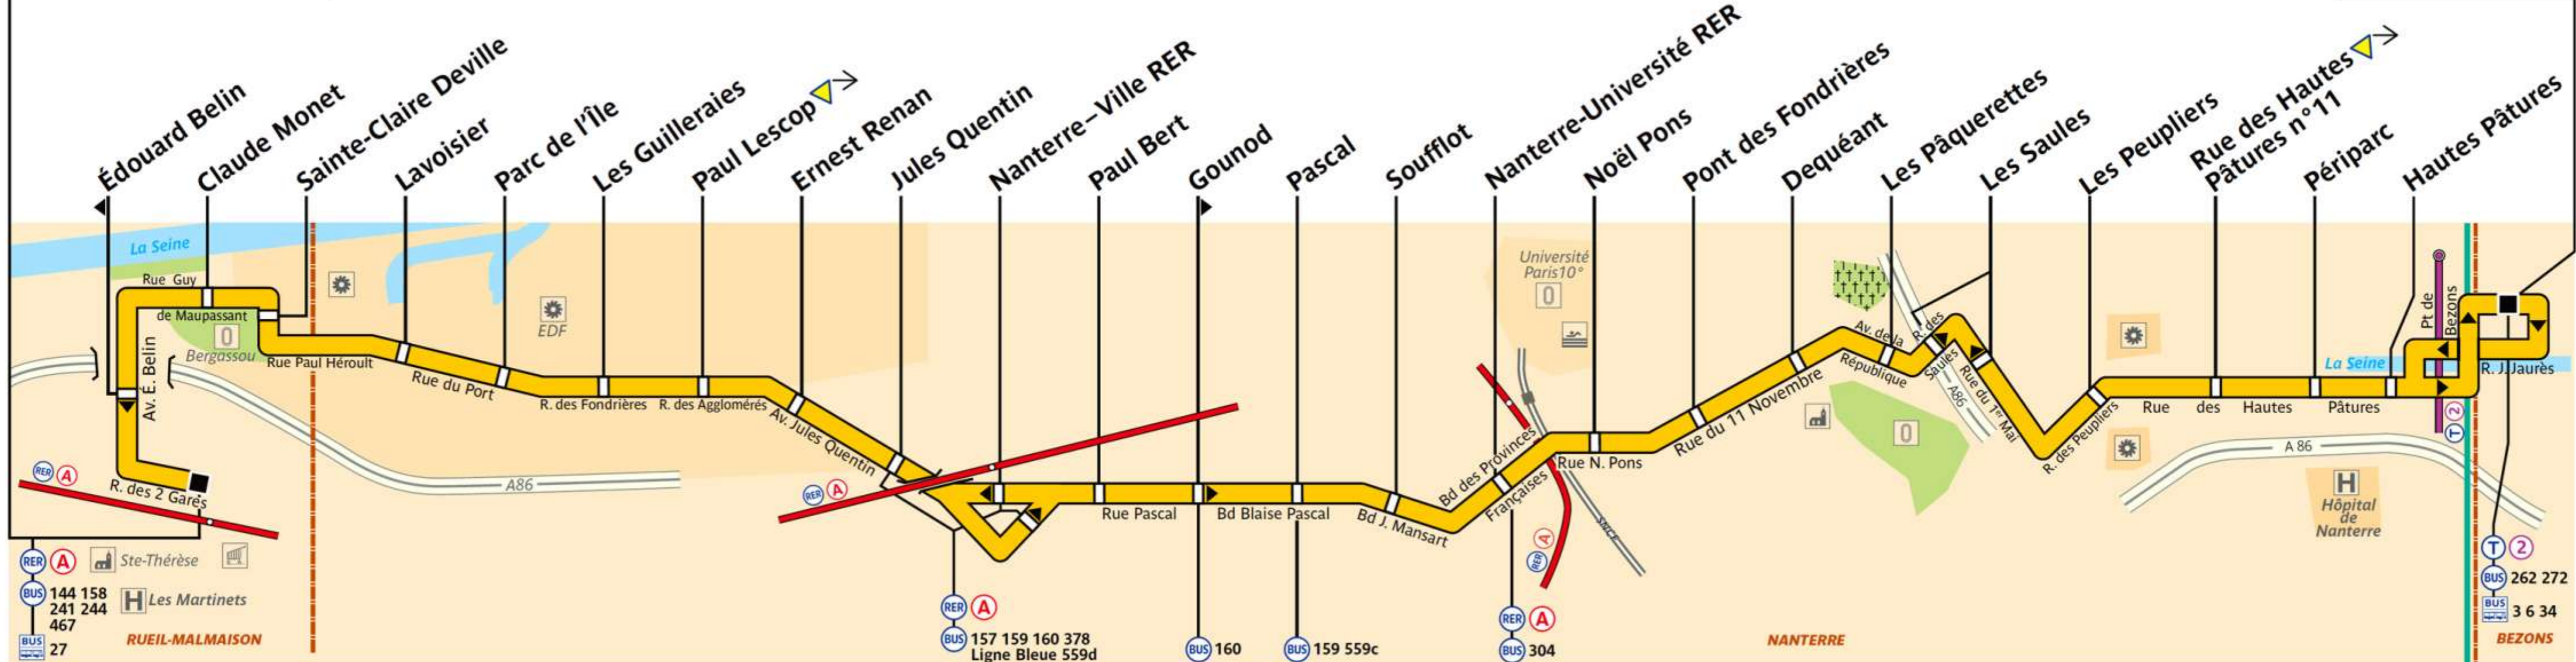 Édouard Belin
Claude Monet
Sainte-Claire Deville
Lavoisier
Parc de l'Île
Les Guilleraies
Paul Lescop
Ernest Renan
Jules Quentin
Nanterre–Ville RER
Paul Bert
Gounod
Pascal
Soufflot
Nanterre-Université RER
Noël Pons
Pont des Fondrières
Dequéant
Les Pâquerettes
Les Saules
Les Peupliers
Rue des Hautes
Pâtures n°11
Périparc
Hautes Pâtures
La Seine
Rue Guy
de Maupassant
Bergassou
Av. É. Belin
Rue Paul Héroult
R. des 2 Gares
RER A
A86
EDF
Rue du Port
R. des Fondrières
R. des Agglomérés
Av. Jules Quentin
RER A
Rue Pascal
Bd Blaise Pascal
Bd J. Mansart
Bd des Provinces
Françaises
Université
Paris10°
RER A
SNCF
Rue N. Pons
Rue du 11 Novembre
Av. de la
République
R. des
Saules
A86
Rue du 1er Mai
R. des Peupliers
Rue des Hautes Pâtures
La Seine
A 86
H
Hôpital
de
Nanterre
Pt de
Bezons
T 2
R. J.Jaurès
RER A
Ste-Thérèse
BUS 144 158
241 244
467
H Les Martinets
BUS 27
RUEIL-MALMAISON
RER A
BUS 157 159 160 378
Ligne Bleue 559d
BUS 160
BUS 159 559c
RER A
BUS 304
NANTERRE
T 2
BUS 262 272
BUS 3 6 34
BEZONS